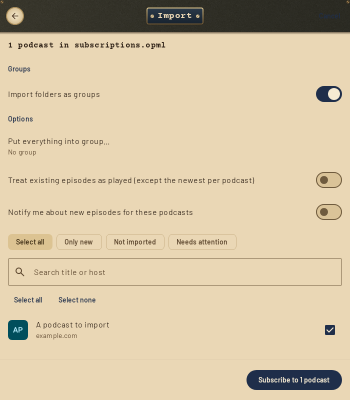 Import
1 podcast in subscriptions.opml
Groups
Import folders as groups
Options
Put everything into group...
No group
Treat existing episodes as played (except the newest per podcast)
Notify me about new episodes for these podcasts
Select all Only new Not imported Needs attention
Search title or host
Select all Select none
AP A podcast to import
example.com
Subscribe to 1 podcast